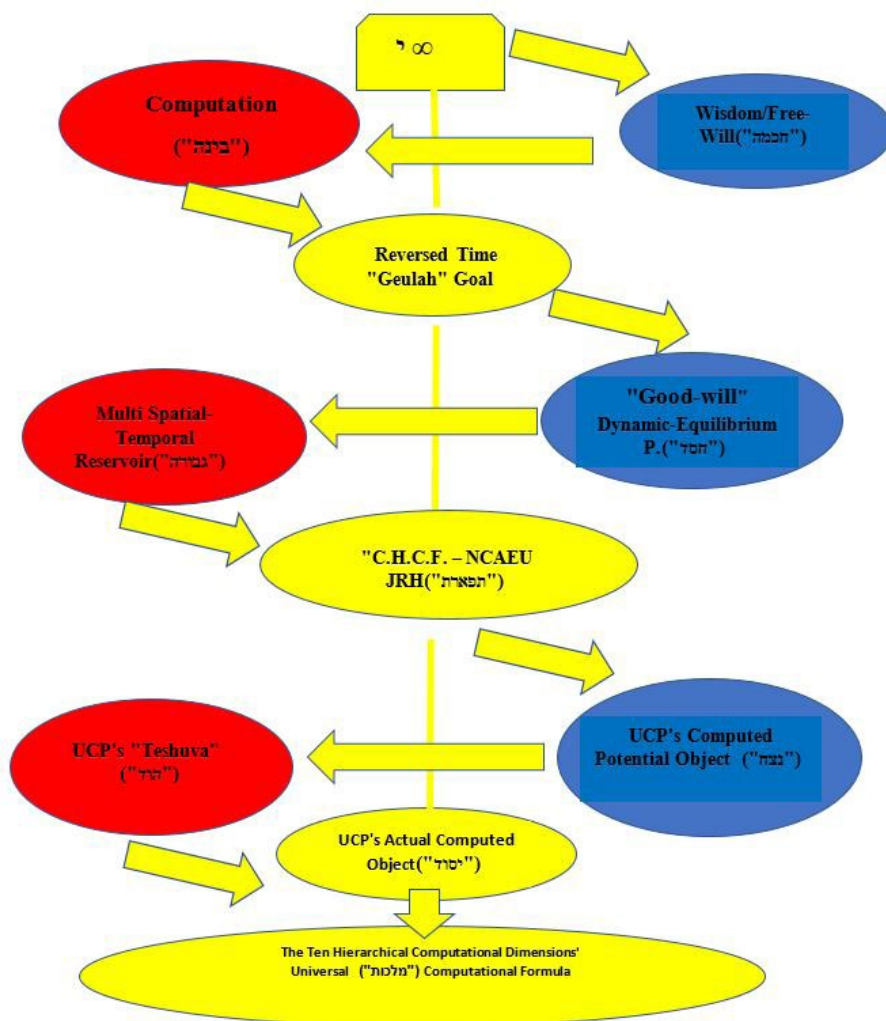 י ∞
Computation
("בינה")
Wisdom/Free-
Will("חכמה")
Reversed Time
"Geulah" Goal
"Good-will"
Dynamic-Equilibrium
P.("חסד")
Multi Spatial-
Temporal
Reservoir("גבורה")
"C.H.C.F. – NCAEU
JRH("תפארת")
UCP's "Teshuva"
("הוד")
UCP's Computed
Potential Object ("נצח")
UCP's Actual Computed
Object("יסוד")
The Ten Hierarchical Computational Dimensions'
Universal ("מלכות") Computational Formula